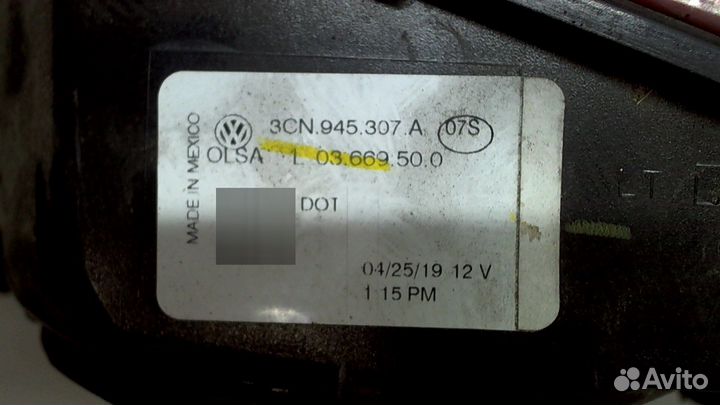 MADE IN MEXICO
3CN.945.307.A 07S
OLSA L 03.669.50.0
DOT
04/25/19 12 V
1 15 PM
Avito